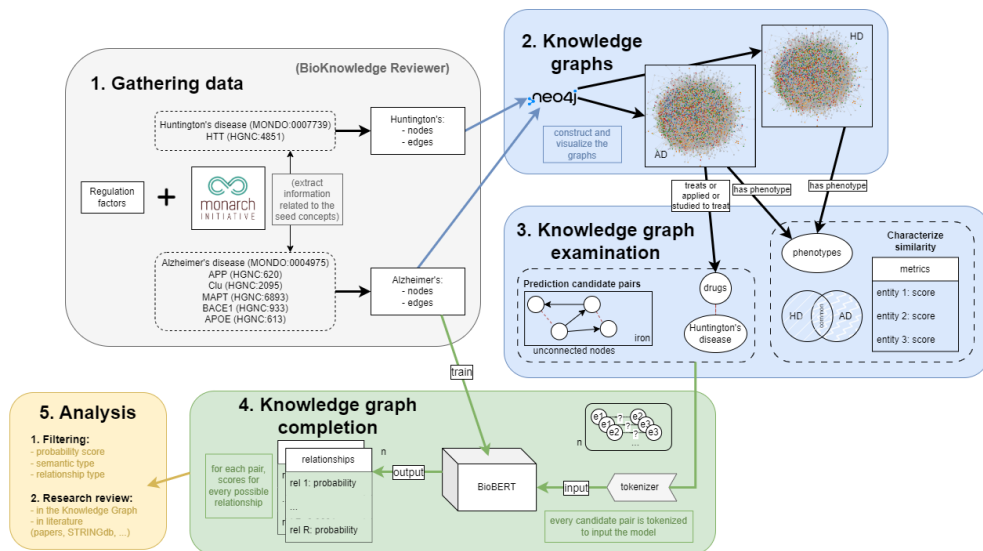 1. Gathering data
(BioKnowledge Reviewer)
Huntington's disease (MONDO:0007739)
HTT (HGNC:4851)
Huntington's:
- nodes
- edges
Regulation
factors
+
monarch
INITIATIVE
(extract
information
related to the
seed concepts)
Alzheimer's disease (MONDO:0004975)
APP (HGNC:620)
Clu (HGNC:2095)
MAPT (HGNC:6893)
BACE1 (HGNC:933)
APOE (HGNC:613)
Alzheimer's:
- nodes
- edges
2. Knowledge
graphs
neo4j
construct and
visualize the
graphs
AD
HD
treats or
applied or
studied to treat
has phenotype
has phenotype
3. Knowledge graph
examination
Prediction candidate pairs
iron
unconnected nodes
drugs
Huntington's
disease
phenotypes
HD
common
AD
Characterize
similarity
metrics
entity 1: score
entity 2: score
entity 3: score
train
4. Knowledge graph
completion
n
e1 ? e2
e1 ? e3
? e3
...
tokenizer
input
every candidate pair is tokenized
to input the model
BioBERT
output
n
relationships
rel 1: probability
...
rel R: probability
for each pair,
scores for
every possible
relationship
5. Analysis
1. Filtering:
- probability score
- semantic type
- relationship type
2. Research review:
- in the Knowledge Graph
- in literature
(papers, STRINGdb, ...)